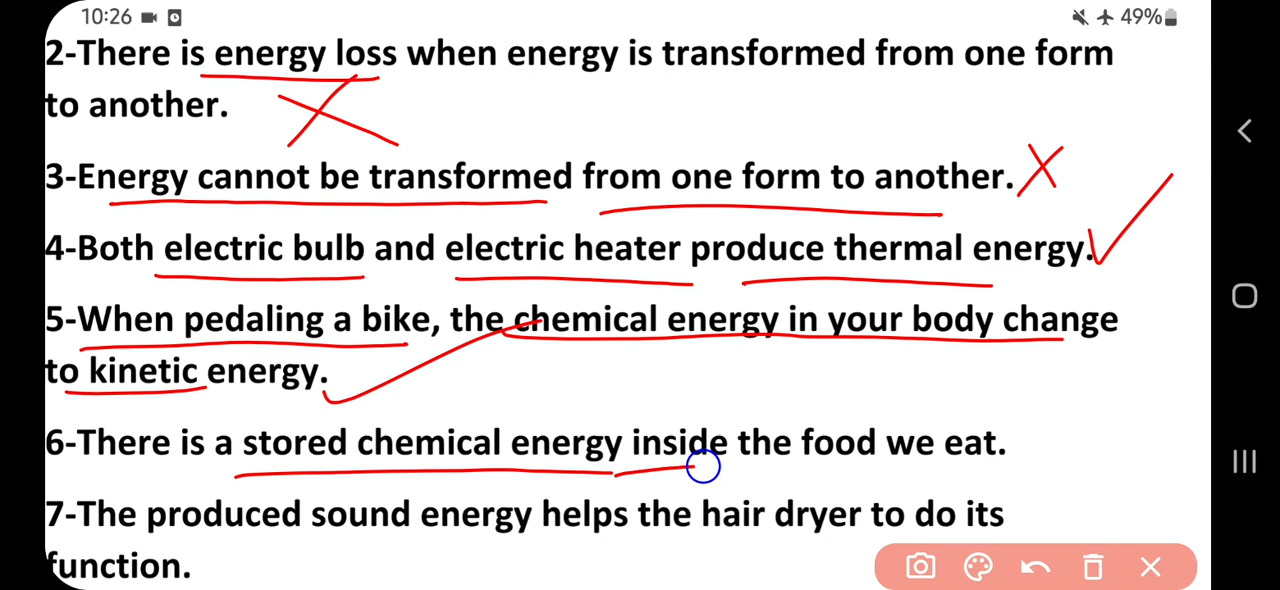 10:26 49%
2-There is energy loss when energy is transformed from one form
to another.
3-Energy cannot be transformed from one form to another.
4-Both electric bulb and electric heater produce thermal energy.
5-When pedaling a bike, the chemical energy in your body change
to kinetic energy.
6-There is a stored chemical energy inside the food we eat.
7-The produced sound energy helps the hair dryer to do its
function.